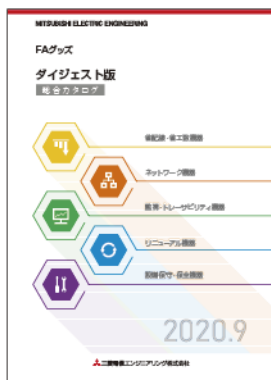 MITSUBISHI ELECTRIC ENGINEERING
FAグッズ
ダイジェスト版
総合カタログ
省配線・省工数機器
ネットワーク機器
監視・トレーサビリティ機器
リニューアル機器
設備保守・保全機器
2020.9
三菱電機エンジニアリング株式会社